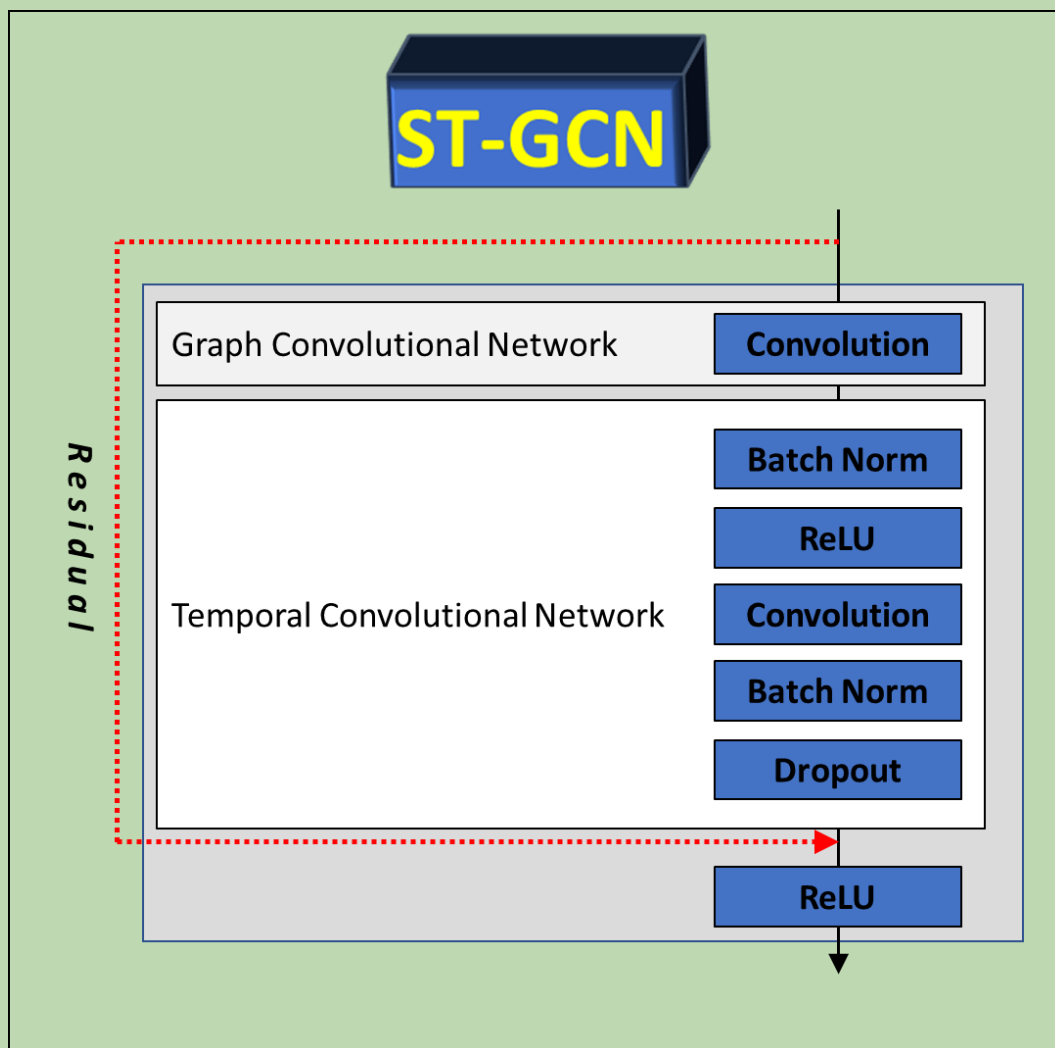 ST-GCN
Graph Convolutional Network
Convolution
Residual
Temporal Convolutional Network
Batch Norm
ReLU
Convolution
Batch Norm
Dropout
ReLU